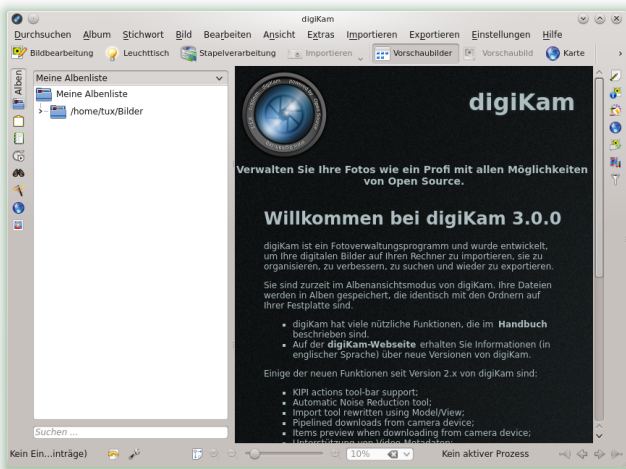 digiKam
Durchsuchen Album Stichwort Bild Bearbeiten Ansicht Extras Importieren Exportieren Einstellungen Hilfe
Bildbearbeitung Leuchttisch Stapelverarbeitung Importieren Vorschaubilder Vorschaubild Karte
Alben
Meine Albenliste
Meine Albenliste
/home/tux/Bilder
digiKam
Verwalten Sie Ihre Fotos wie ein Profi mit allen Möglichkeiten
von Open Source.
Willkommen bei digiKam 3.0.0
digiKam ist ein Fotoverwaltungsprogramm und wurde entwickelt,
um Ihre digitalen Bilder auf Ihren Rechner zu importieren, sie zu
organisieren, zu verbessern, zu suchen und wieder zu exportieren.
Sie sind zurzeit im Albenansichtsmodus von digiKam. Ihre Dateien
werden in Alben gespeichert, die identisch mit den Ordnern auf
Ihrer Festplatte sind.
digiKam hat viele nützliche Funktionen, die im Handbuch
beschrieben sind.
Auf der digiKam-Webseite erhalten Sie Informationen (in
englischer Sprache) über neue Versionen von digiKam.
Einige der neuen Funktionen seit Version 2.x von digiKam sind:
KIPI actions tool-bar support;
Automatic Noise Reduction tool;
Import tool rewritten using Model/View;
Pipelined downloads from camera device;
Items preview when downloading from camera device;
Unterstützung von Video-Metadaten;
Suchen ...
Kein Ein...inträge) 10% Kein aktiver Prozess